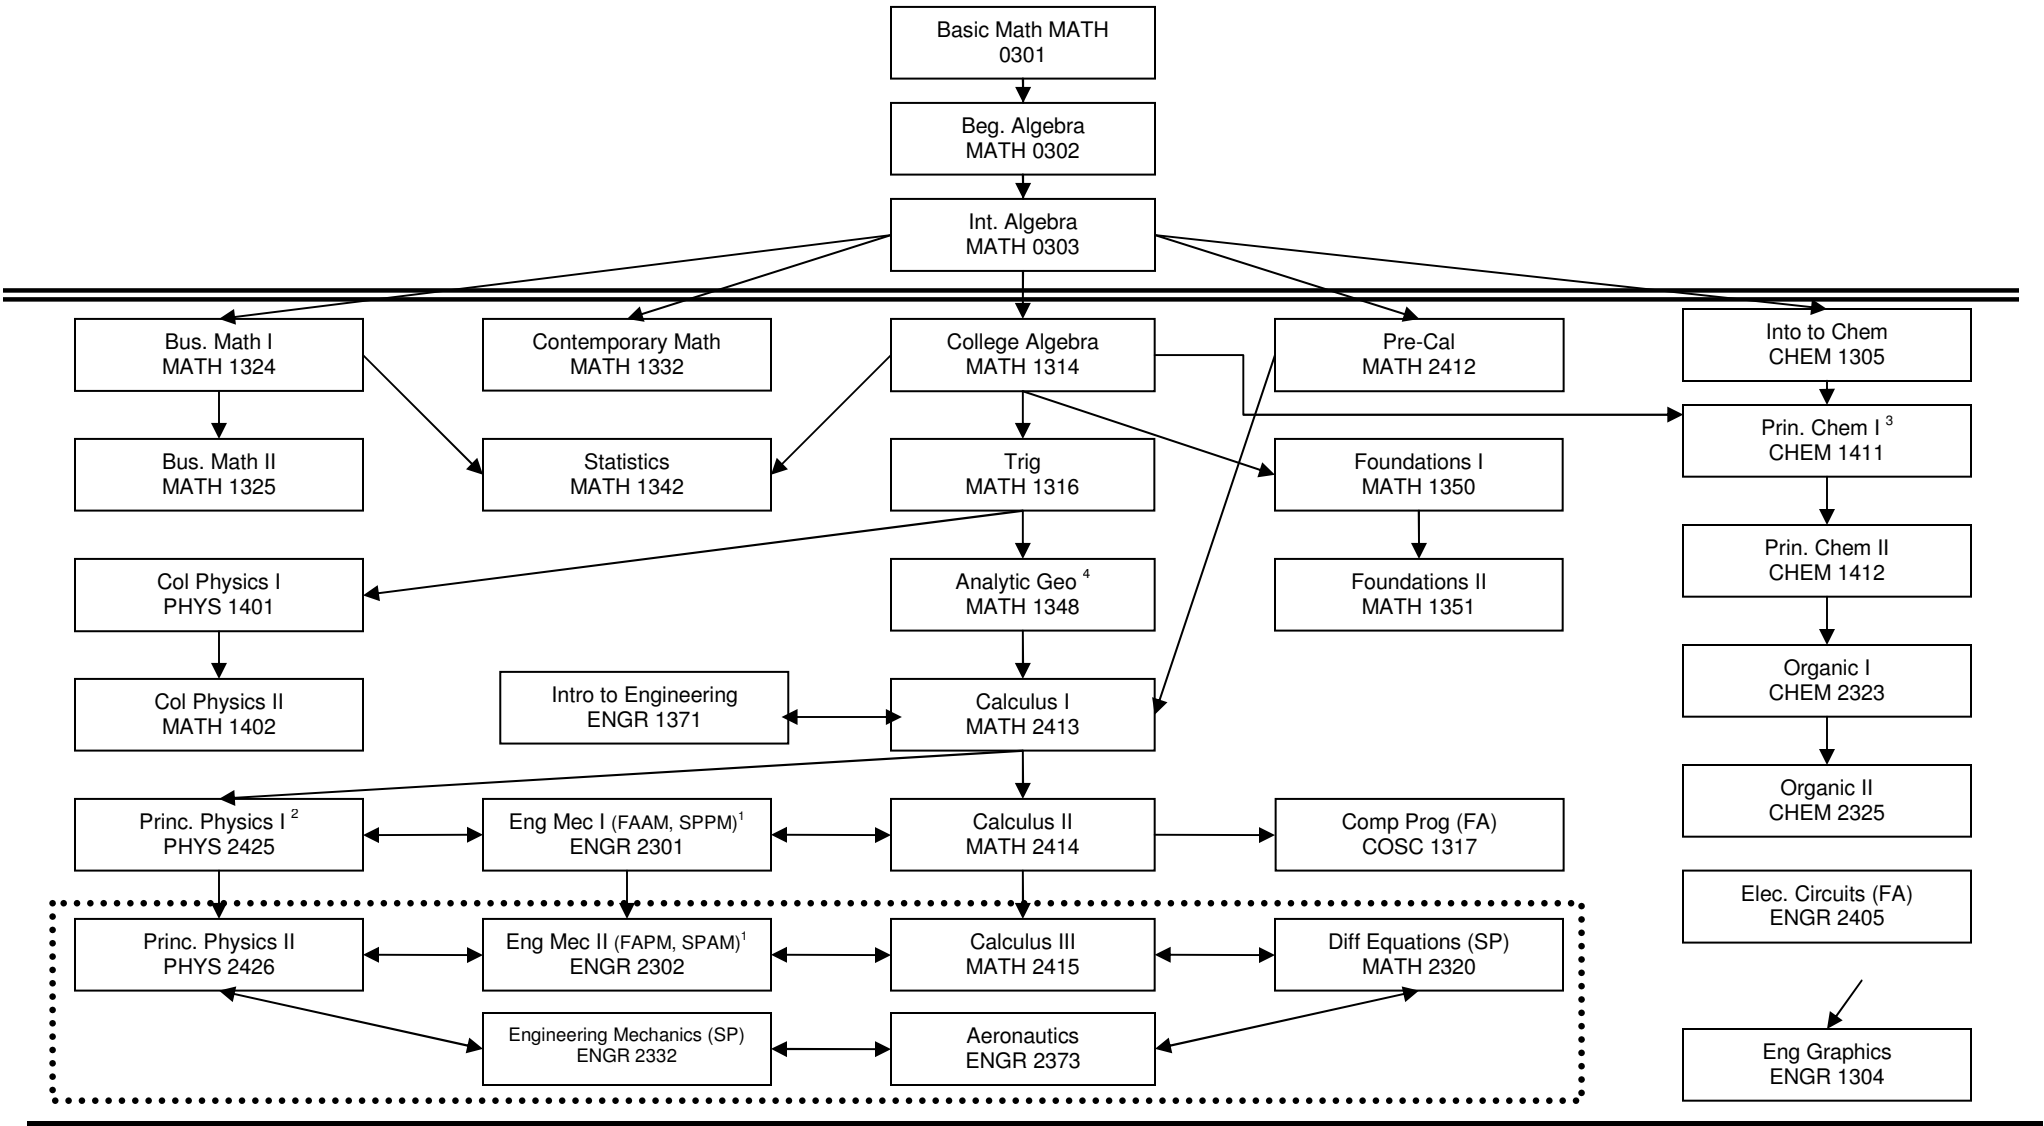 Basic Math MATH
0301
Beg. Algebra
MATH 0302
Int. Algebra
MATH 0303
Bus. Math I
MATH 1324
Contemporary Math
MATH 1332
College Algebra
MATH 1314
Pre-Cal
MATH 2412
Into to Chem
CHEM 1305
Prin. Chem I 3
CHEM 1411
Bus. Math II
MATH 1325
Statistics
MATH 1342
Trig
MATH 1316
Foundations I
MATH 1350
Prin. Chem II
CHEM 1412
Col Physics I
PHYS 1401
Analytic Geo 4
MATH 1348
Foundations II
MATH 1351
Organic I
CHEM 2323
Col Physics II
MATH 1402
Intro to Engineering
ENGR 1371
Calculus I
MATH 2413
Organic II
CHEM 2325
Princ. Physics I 2
PHYS 2425
Eng Mec I (FAAM, SPPM)1
ENGR 2301
Calculus II
MATH 2414
Comp Prog (FA)
COSC 1317
Elec. Circuits (FA)
ENGR 2405
Princ. Physics II
PHYS 2426
Eng Mec II (FAPM, SPAM)1
ENGR 2302
Calculus III
MATH 2415
Diff Equations (SP)
MATH 2320
Engineering Mechanics (SP)
ENGR 2332
Aeronautics
ENGR 2373
Eng Graphics
ENGR 1304